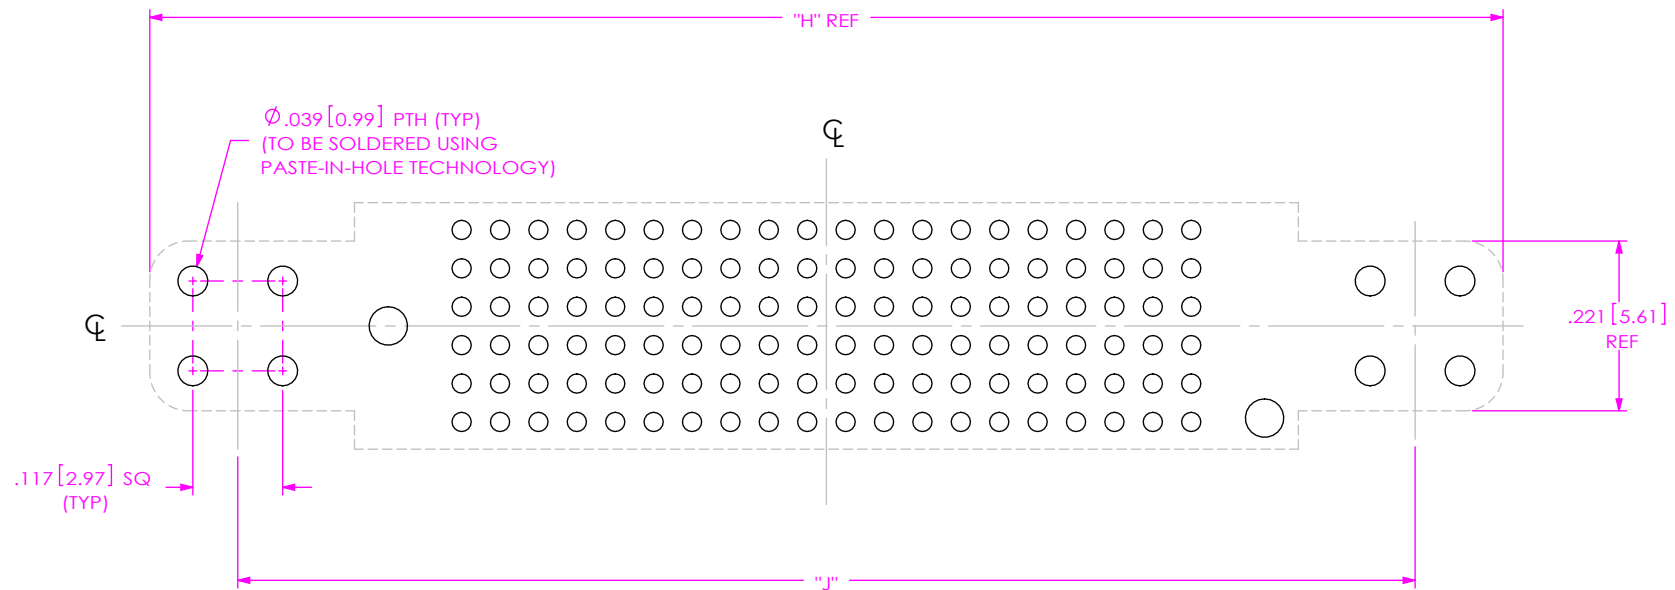 "H" REF
Ø.039[0.99] PTH (TYP)
(TO BE SOLDERED USING
PASTE-IN-HOLE TECHNOLOGY)
℄
℄
.221[5.61]
REF
.117[2.97] SQ
(TYP)
"J"